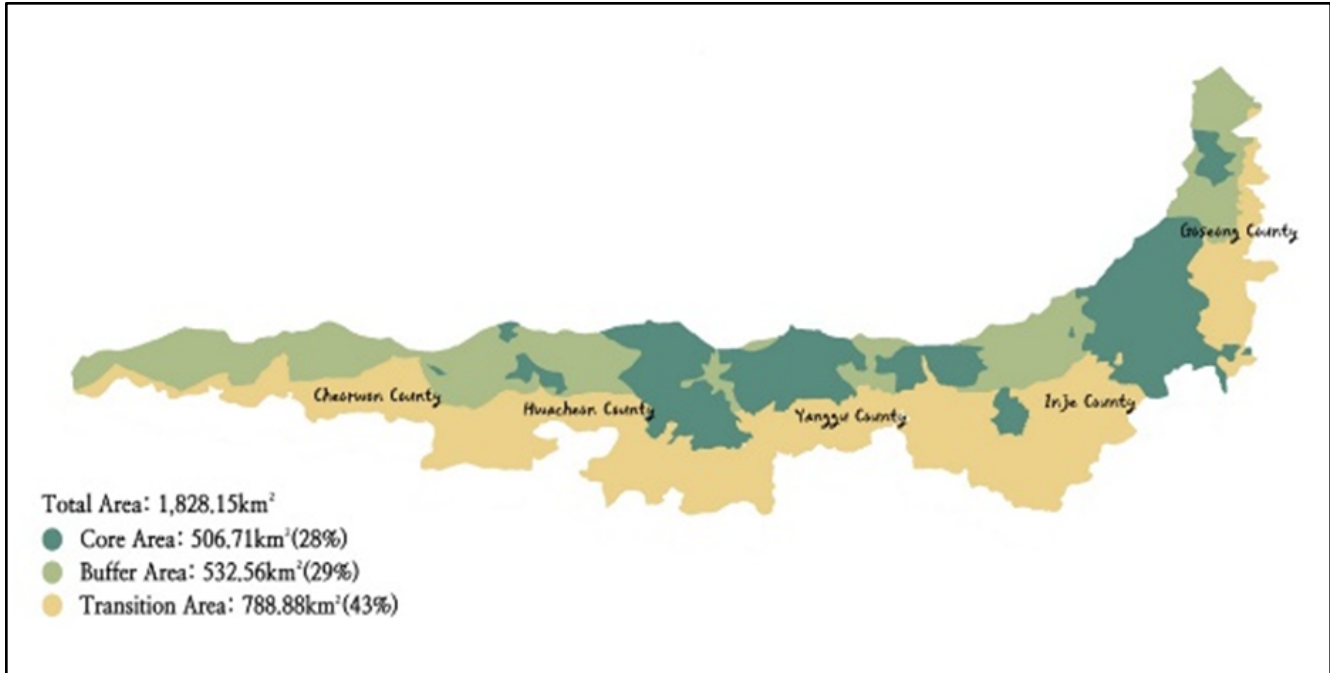 Goseong County
Cheorwon County
Hwacheon County
Yanggu County
Inje County
Total Area: 1,828.15km²
Core Area: 506.71km²(28%)
Buffer Area: 532.56km²(29%)
Transition Area: 788.88km²(43%)